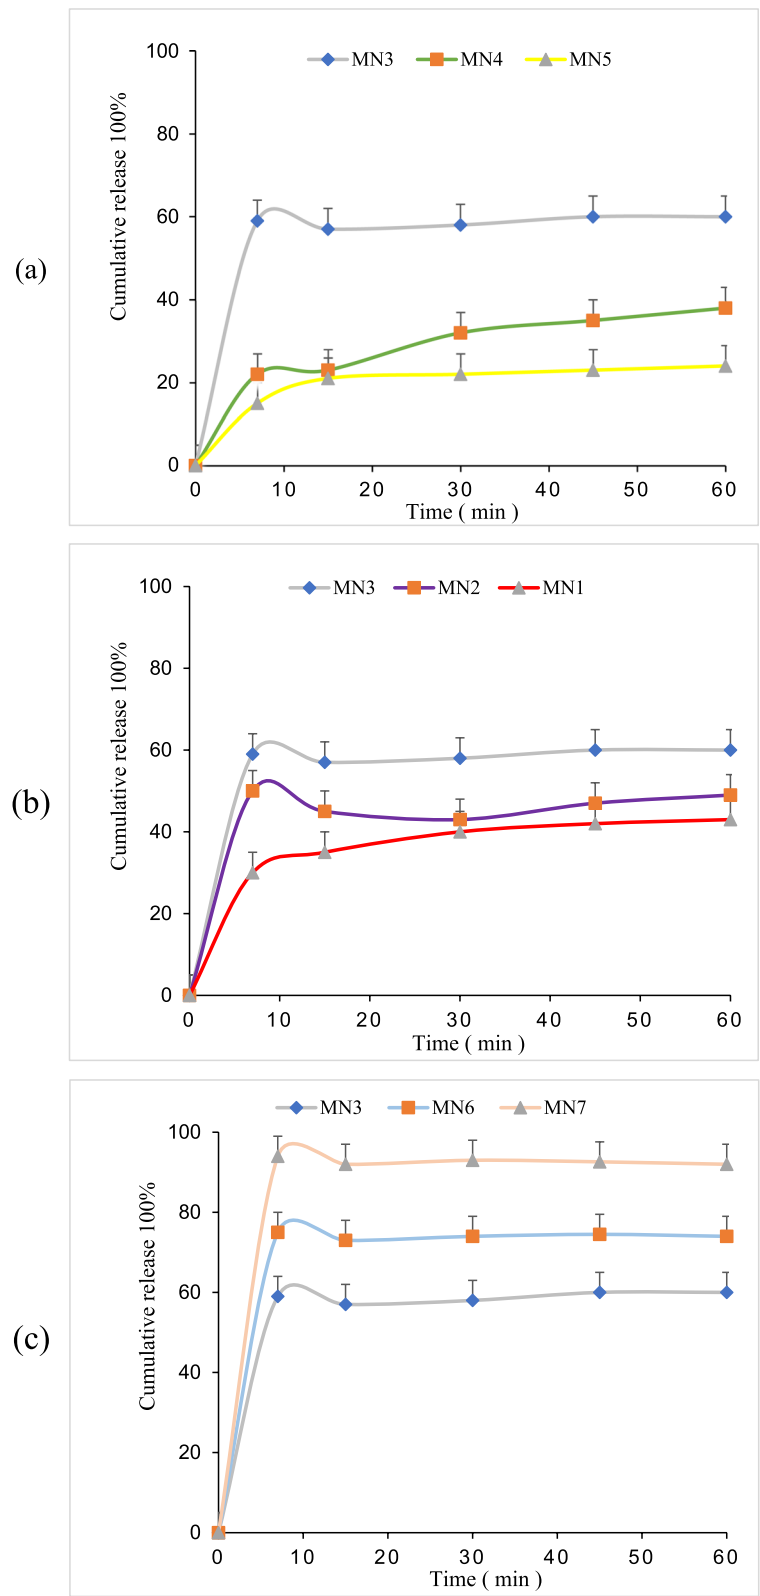 (a)
MN3 MN4 MN5
Cumulative release 100%
100
80
60
40
20
0
0 10 20 30 40 50 60
Time ( min )
(b)
MN3 MN2 MN1
Cumulative release 100%
100
80
60
40
20
0
0 10 20 30 40 50 60
Time ( min )
(c)
MN3 MN6 MN7
Cumulative release 100%
100
80
60
40
20
0
0 10 20 30 40 50 60
Time ( min )